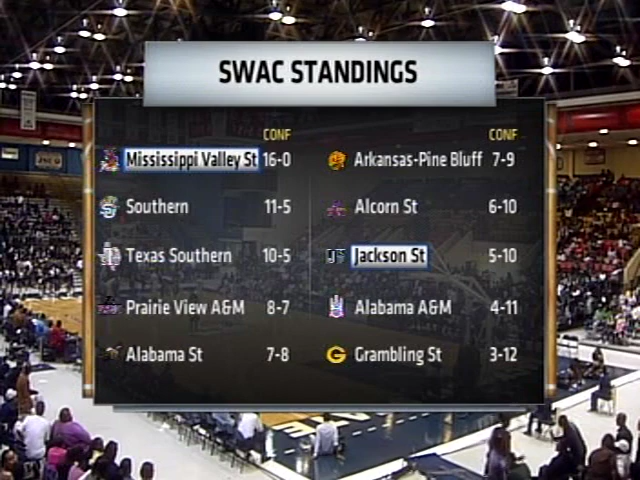 SWAC STANDINGS
CONF
Mississippi Valley St 16-0
Southern 11-5
Texas Southern 10-5
Prairie View A&M 8-7
Alabama St 7-8
CONF
Arkansas-Pine Bluff 7-9
Alcorn St 6-10
Jackson St 5-10
Alabama A&M 4-11
Grambling St 3-12